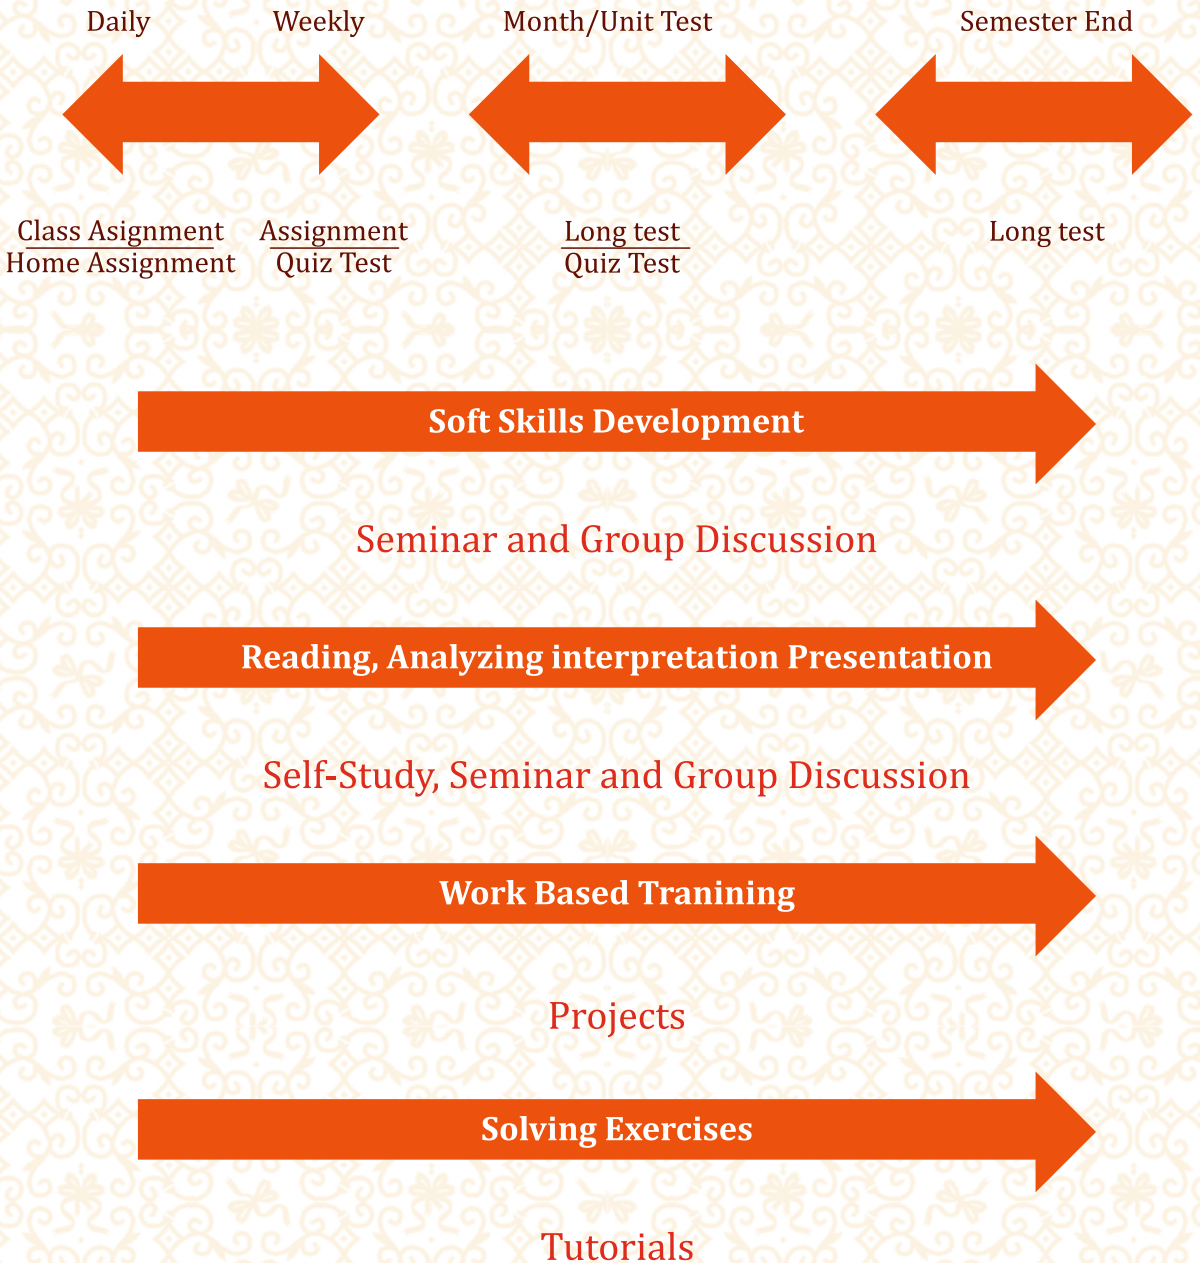 Daily Weekly Month/Unit Test Semester End
Class Asignment Assignment Long test Long test
Home Assignment Quiz Test Quiz Test
Soft Skills Development
Seminar and Group Discussion
Reading, Analyzing interpretation Presentation
Self-Study, Seminar and Group Discussion
Work Based Tranining
Projects
Solving Exercises
Tutorials